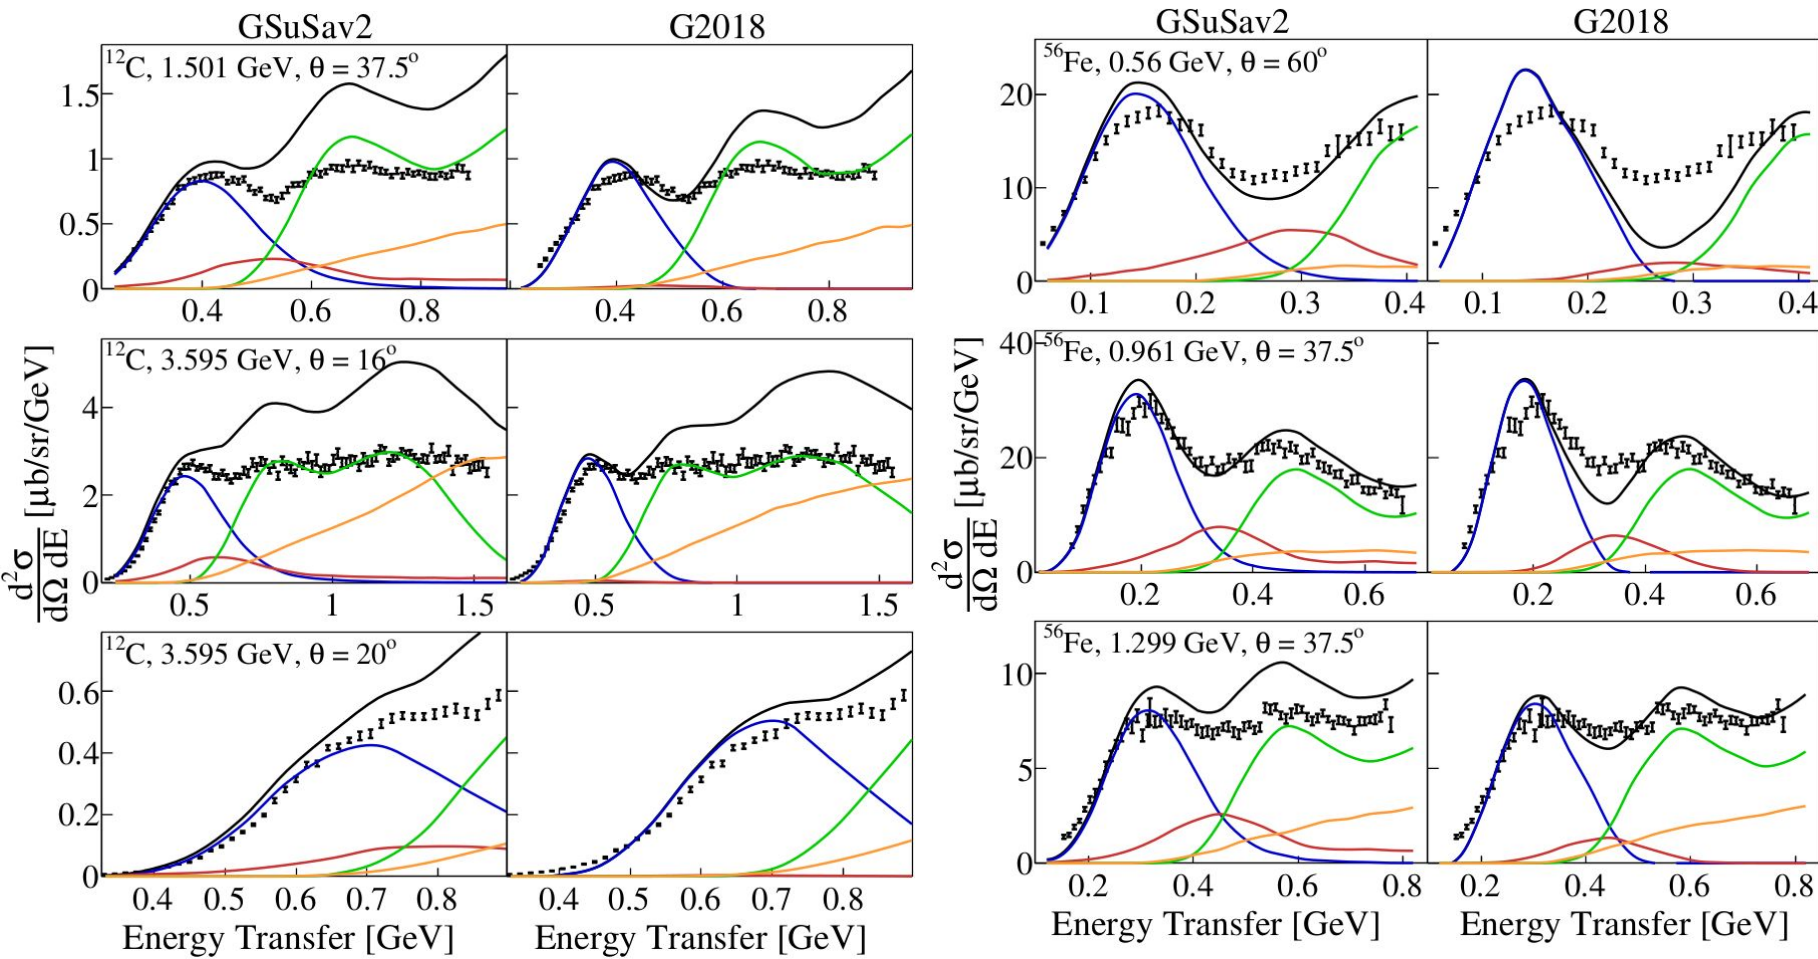 GSuSav2
G2018
¹²C, 1.501 GeV, θ = 37.5°
1.5
1
0.5
0
0.4 0.6 0.8
0.4 0.6 0.8
¹²C, 3.595 GeV, θ = 16°
4
2
0
0.5 1 1.5
0.5 1 1.5
¹²C, 3.595 GeV, θ = 20°
0.6
0.4
0.2
0
0.4 0.5 0.6 0.7 0.8
0.4 0.5 0.6 0.7 0.8
d²σ/dΩ dE [μb/sr/GeV]
Energy Transfer [GeV]
Energy Transfer [GeV]
GSuSav2
G2018
⁵⁶Fe, 0.56 GeV, θ = 60°
20
10
0
0.1 0.2 0.3 0.4
0.1 0.2 0.3 0.4
⁵⁶Fe, 0.961 GeV, θ = 37.5°
40
20
0
0.2 0.4 0.6
0.2 0.4 0.6
⁵⁶Fe, 1.299 GeV, θ = 37.5°
10
5
0
0.2 0.4 0.6 0.8
0.2 0.4 0.6 0.8
d²σ/dΩ dE [μb/sr/GeV]
Energy Transfer [GeV]
Energy Transfer [GeV]